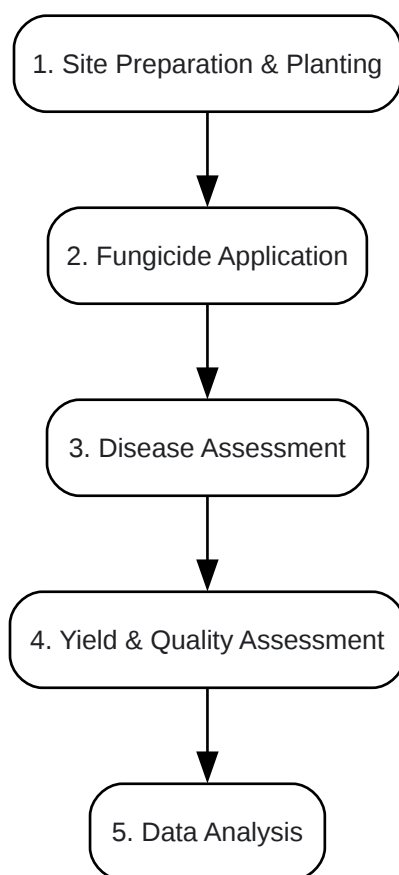 1. Site Preparation & Planting
2. Fungicide Application
3. Disease Assessment
4. Yield & Quality Assessment
5. Data Analysis